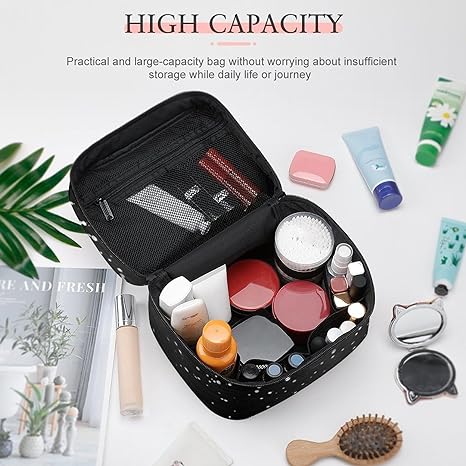 HIGH CAPACITY
Practical and large-capacity bag without worrying about insufficient
storage while daily life or journey
RE AND FRESH